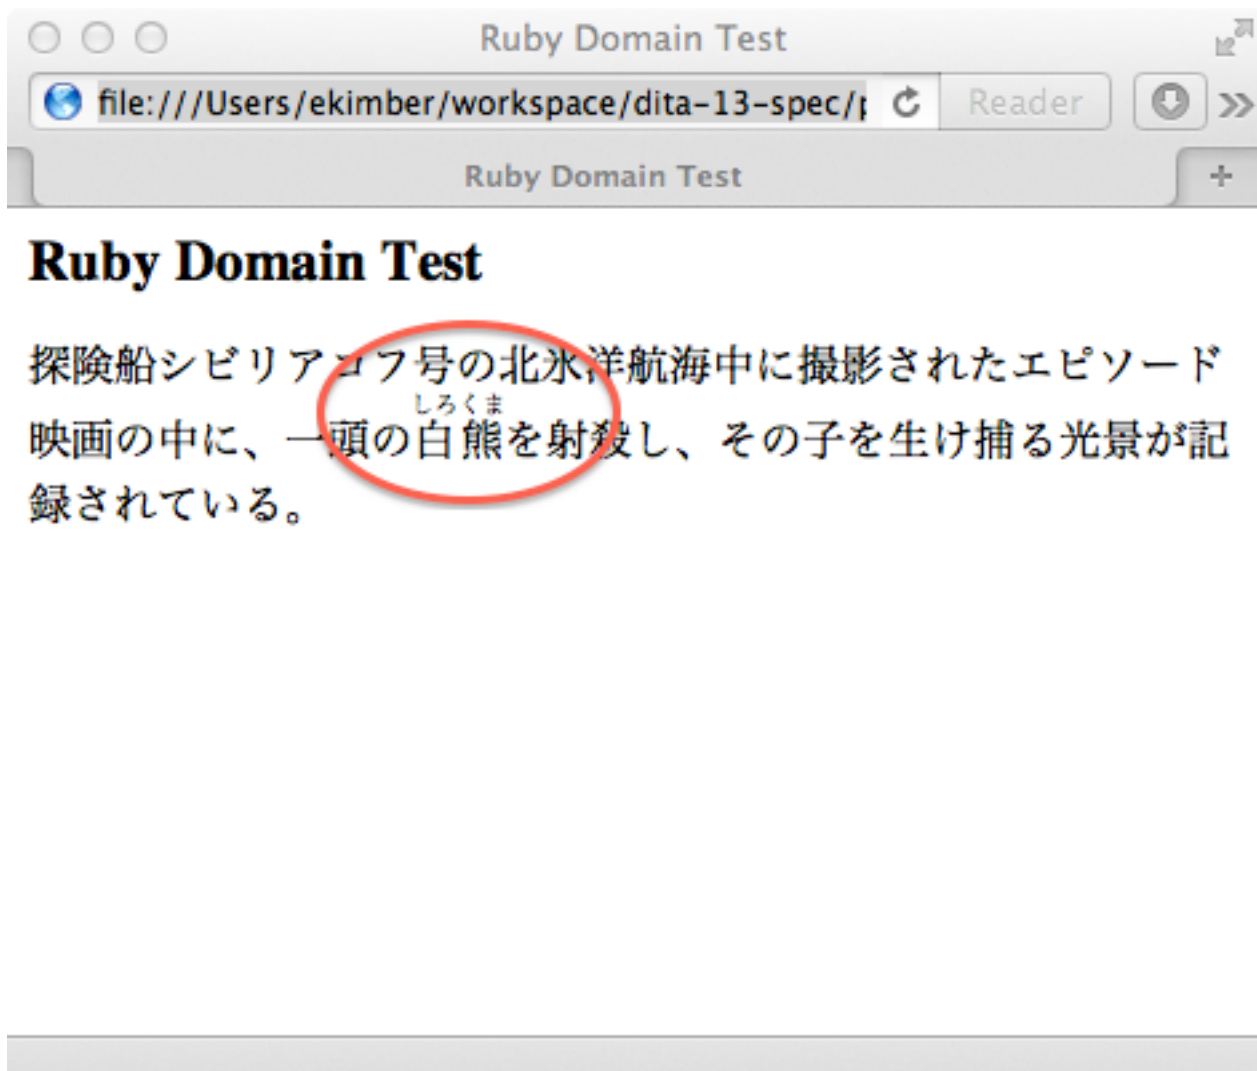 Ruby Domain Test
file:///Users/ekimber/workspace/dita-13-spec/
Reader
Ruby Domain Test
Ruby Domain Test
探険船シビリアコフ号の北氷洋航海中に撮影されたエピソード
しろくま
映画の中に、一頭の白熊を射殺し、その子を生け捕る光景が記
録されている。